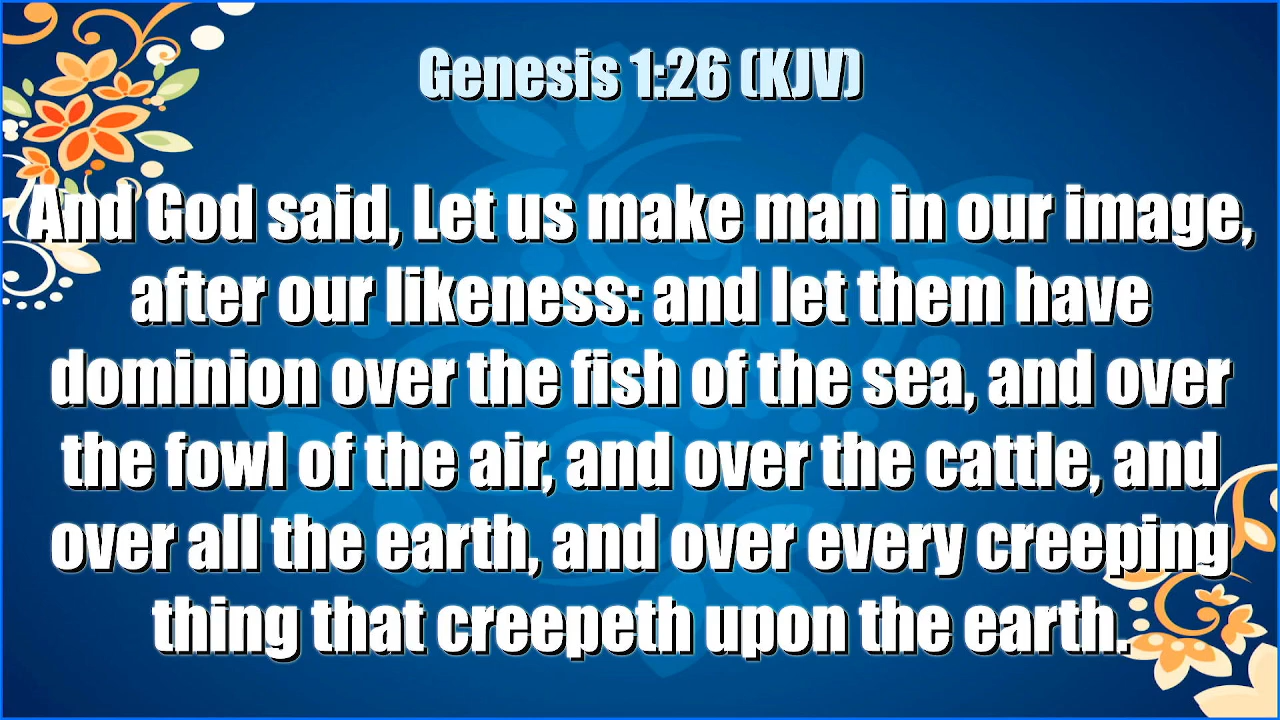 Genesis 1:26 (KJV)
And God said, Let us make man in our image,
after our likeness: and let them have
dominion over the fish of the sea, and over
the fowl of the air, and over the cattle, and
over all the earth, and over every creeping
thing that creepeth upon the earth.